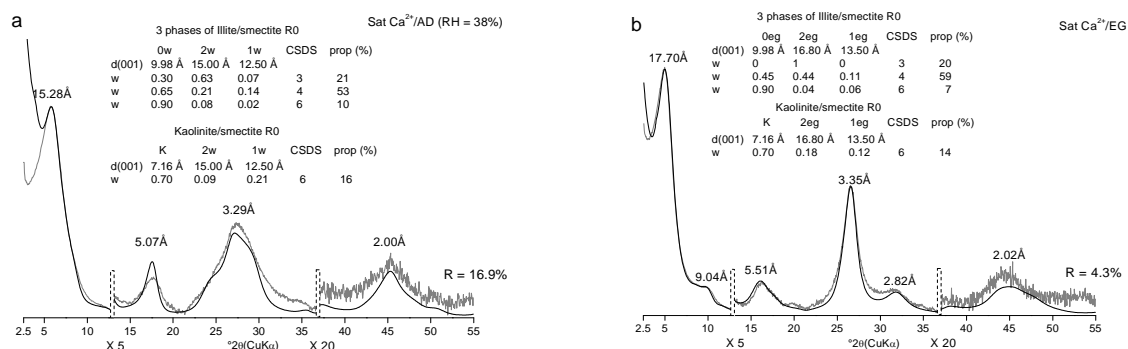 a
Sat Ca²⁺/AD (RH = 38%)
3 phases of Illite/smectite R0
0w 2w 1w CSDS prop (%)
d(001) 9.98 Å 15.00 Å 12.50 Å
w 0.30 0.63 0.07 3 21
w 0.65 0.21 0.14 4 53
w 0.90 0.08 0.02 6 10
Kaolinite/smectite R0
K 2w 1w CSDS prop (%)
d(001) 7.16 Å 15.00 Å 12.50 Å
w 0.70 0.09 0.21 6 16
15.28Å
5.07Å
3.29Å
2.00Å
R = 16.9%
2.5 5 10 15 20 25 30 35 40 45 50 55
X 5 °2θ(CuKα) X 20
b
Sat Ca²⁺/EG
3 phases of Illite/smectite R0
0eg 2eg 1eg CSDS prop (%)
d(001) 9.98 Å 16.80 Å 13.50 Å
w 0 1 0 3 20
w 0.45 0.44 0.11 4 59
w 0.90 0.04 0.06 6 7
Kaolinite/smectite R0
K 2eg 1eg CSDS prop (%)
d(001) 7.16 Å 16.80 Å 13.50 Å
w 0.70 0.18 0.12 6 14
17.70Å
9.04Å
5.51Å
3.35Å
2.82Å
2.02Å
R = 4.3%
2.5 5 10 15 20 25 30 35 40 45 50 55
X 5 °2θ(CuKα) X 20